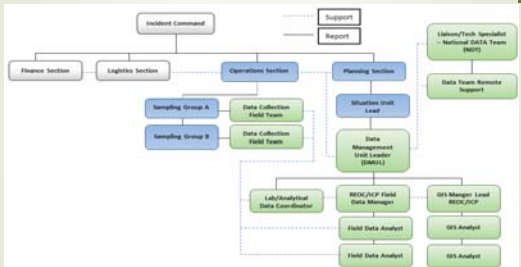 Incident Command
Support
Report
Liaison/Tech Specialist
– National DATA Team
(NDT)
Finance Section
Logistics Section
Operations Section
Planning Section
Data Team Remote
Support
Sampling Group A
Data Collection
Field Team
Situation Unit
Lead
Sampling Group B
Data Collection
Field Team
Data
Management
Unit Leader
(DMUL)
Lab/Analytical
Data Coordinator
REOC/ICP Field
Data Manager
GIS Manger Lead
REOC/ICP
Field Data Analyst
GIS Analyst
Field Data Analyst
GIS Analyst